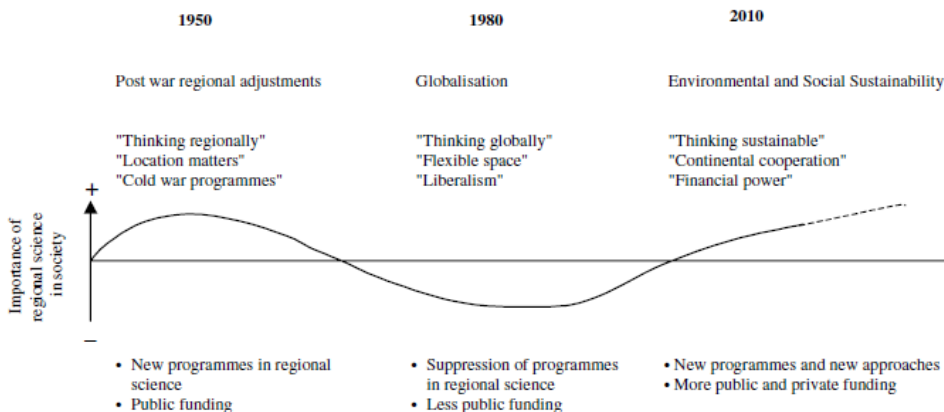 1950
1980
2010
Post war regional adjustments
Globalisation
Environmental and Social Sustainability
"Thinking regionally"
"Location matters"
"Cold war programmes"
"Thinking globally"
"Flexible space"
"Liberalism"
"Thinking sustainable"
"Continental cooperation"
"Financial power"
+
Importance of
regional science
in society
–
• New programmes in regional
science
• Public funding
• Suppression of programmes
in regional science
• Less public funding
• New programmes and new approaches
• More public and private funding